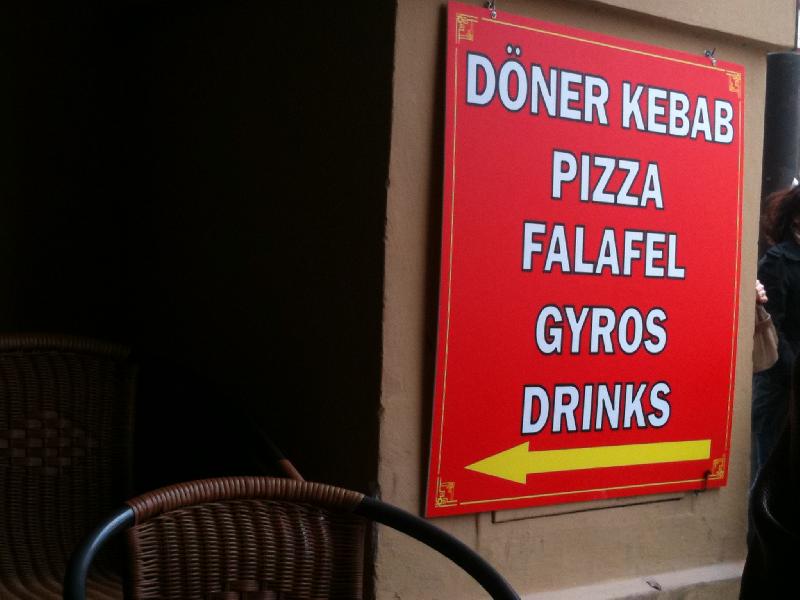 DÖNER KEBAB
PIZZA
FALAFEL
GYROS
DRINKS